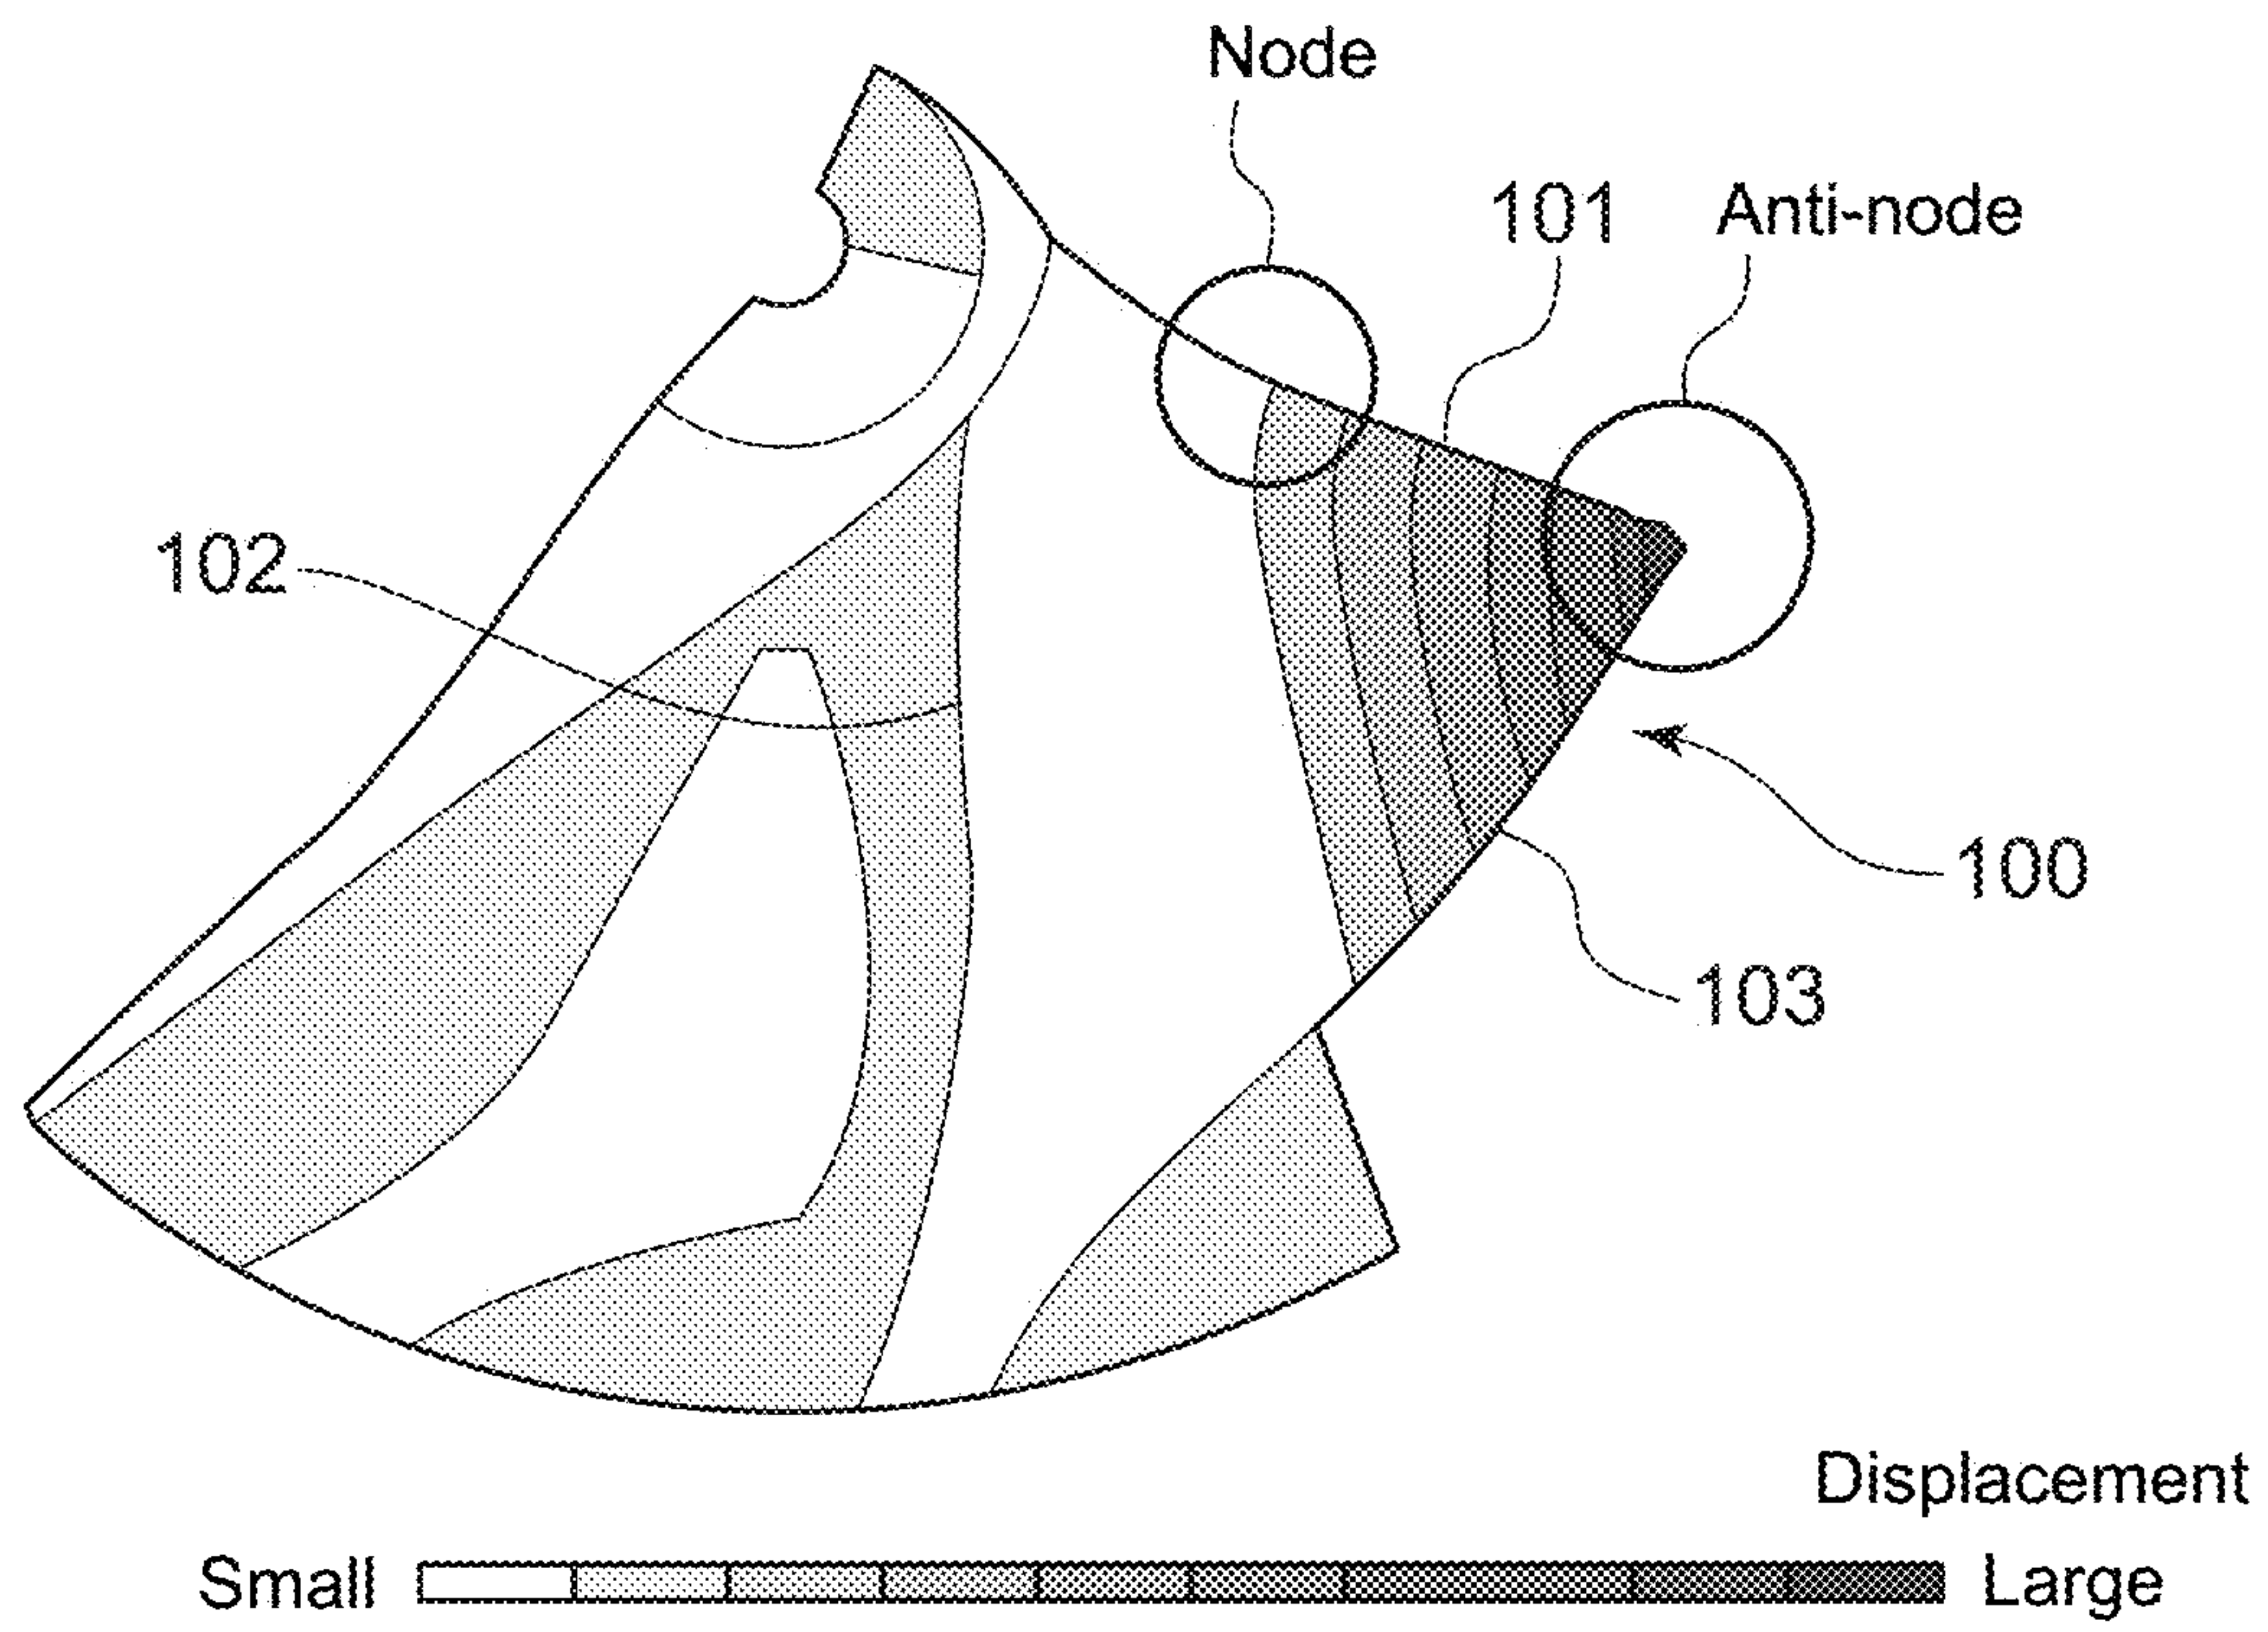 Node
101
Anti-node
102
100
103
Displacement
Small
Large